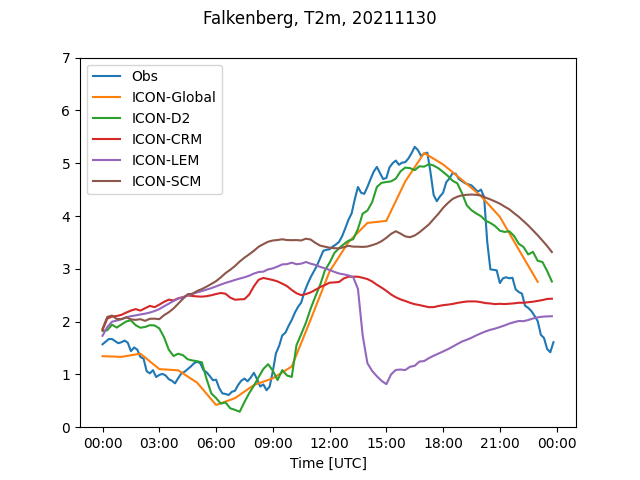 Falkenberg, T2m, 20211130
7
6
5
4
3
2
1
0
Obs
ICON-Global
ICON-D2
ICON-CRM
ICON-LEM
ICON-SCM
00:00 03:00 06:00 09:00 12:00 15:00 18:00 21:00 00:00
Time [UTC]